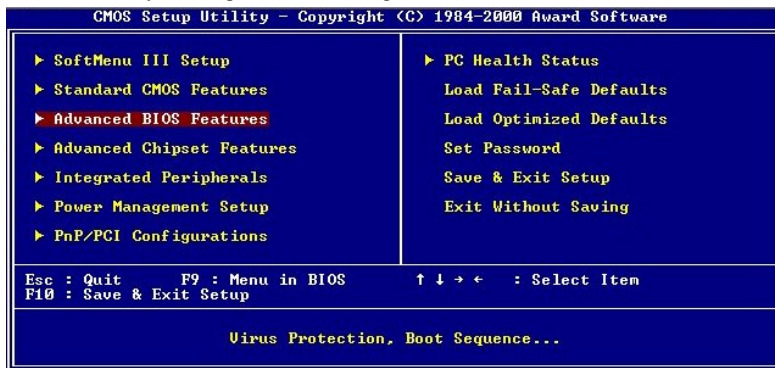 CMOS Setup Utility – Copyright (C) 1984-2000 Award Software
▶ SoftMenu III Setup
▶ Standard CMOS Features
▶ Advanced BIOS Features
▶ Advanced Chipset Features
▶ Integrated Peripherals
▶ Power Management Setup
▶ PnP/PCI Configurations
▶ PC Health Status
Load Fail-Safe Defaults
Load Optimized Defaults
Set Password
Save & Exit Setup
Exit Without Saving
Esc : Quit F9 : Menu in BIOS ↑ ↓ → ← : Select Item
F10 : Save & Exit Setup
Virus Protection, Boot Sequence...